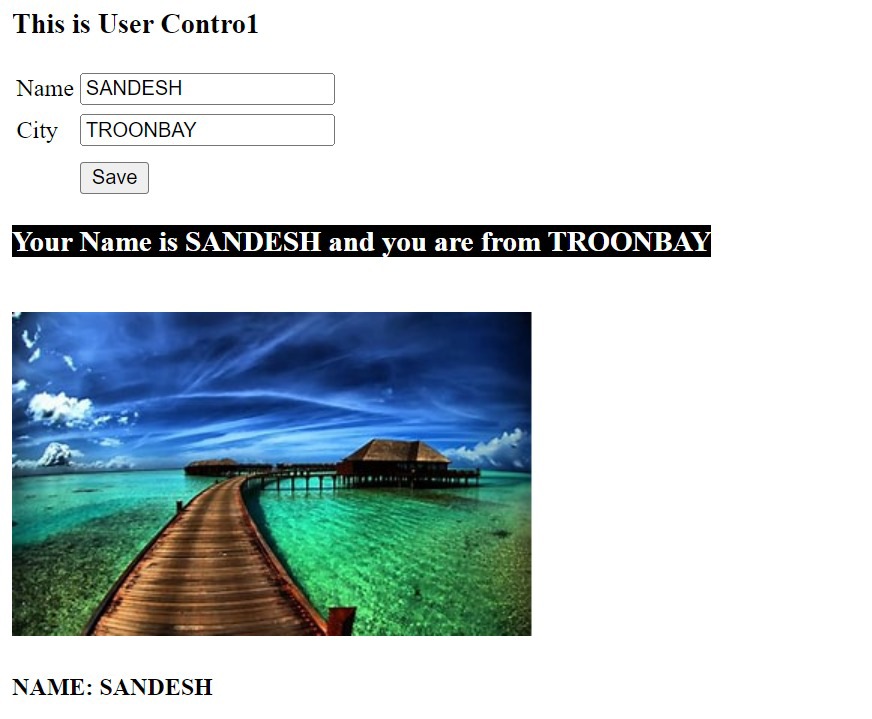 This is User Contro1
Name SANDESH
City TROONBAY
Save
Your Name is SANDESH and you are from TROONBAY
NAME: SANDESH